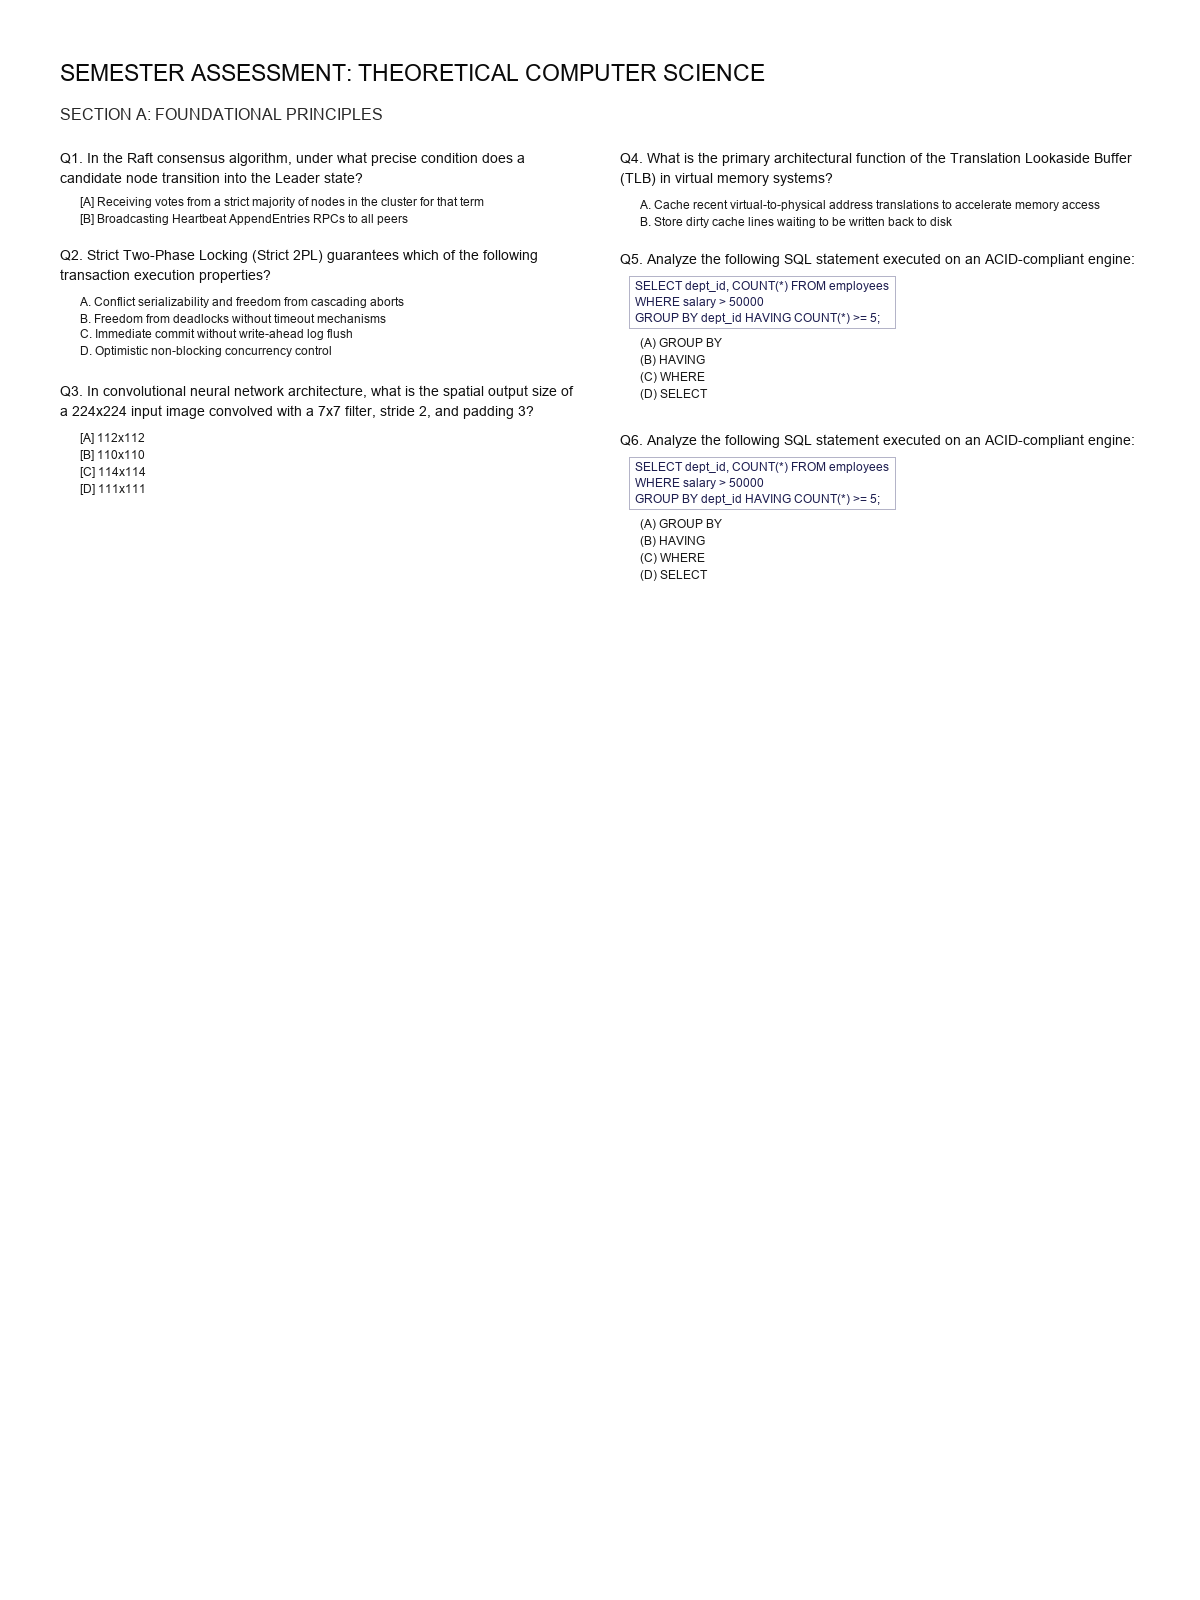 SEMESTER ASSESSMENT: THEORETICAL COMPUTER SCIENCE
SECTION A: FOUNDATIONAL PRINCIPLES
Q1. In the Raft consensus algorithm, under what precise condition does a
candidate node transition into the Leader state?
[A] Receiving votes from a strict majority of nodes in the cluster for that term
[B] Broadcasting Heartbeat AppendEntries RPCs to all peers
Q2. Strict Two-Phase Locking (Strict 2PL) guarantees which of the following
transaction execution properties?
A. Conflict serializability and freedom from cascading aborts
B. Freedom from deadlocks without timeout mechanisms
C. Immediate commit without write-ahead log flush
D. Optimistic non-blocking concurrency control
Q3. In convolutional neural network architecture, what is the spatial output size of
a 224x224 input image convolved with a 7x7 filter, stride 2, and padding 3?
[A] 112x112
[B] 110x110
[C] 114x114
[D] 111x111
Q4. What is the primary architectural function of the Translation Lookaside Buffer
(TLB) in virtual memory systems?
A. Cache recent virtual-to-physical address translations to accelerate memory access
B. Store dirty cache lines waiting to be written back to disk
Q5. Analyze the following SQL statement executed on an ACID-compliant engine:
SELECT dept_id, COUNT(*) FROM employees
WHERE salary > 50000
GROUP BY dept_id HAVING COUNT(*) >= 5;
(A) GROUP BY
(B) HAVING
(C) WHERE
(D) SELECT
Q6. Analyze the following SQL statement executed on an ACID-compliant engine:
SELECT dept_id, COUNT(*) FROM employees
WHERE salary > 50000
GROUP BY dept_id HAVING COUNT(*) >= 5;
(A) GROUP BY
(B) HAVING
(C) WHERE
(D) SELECT